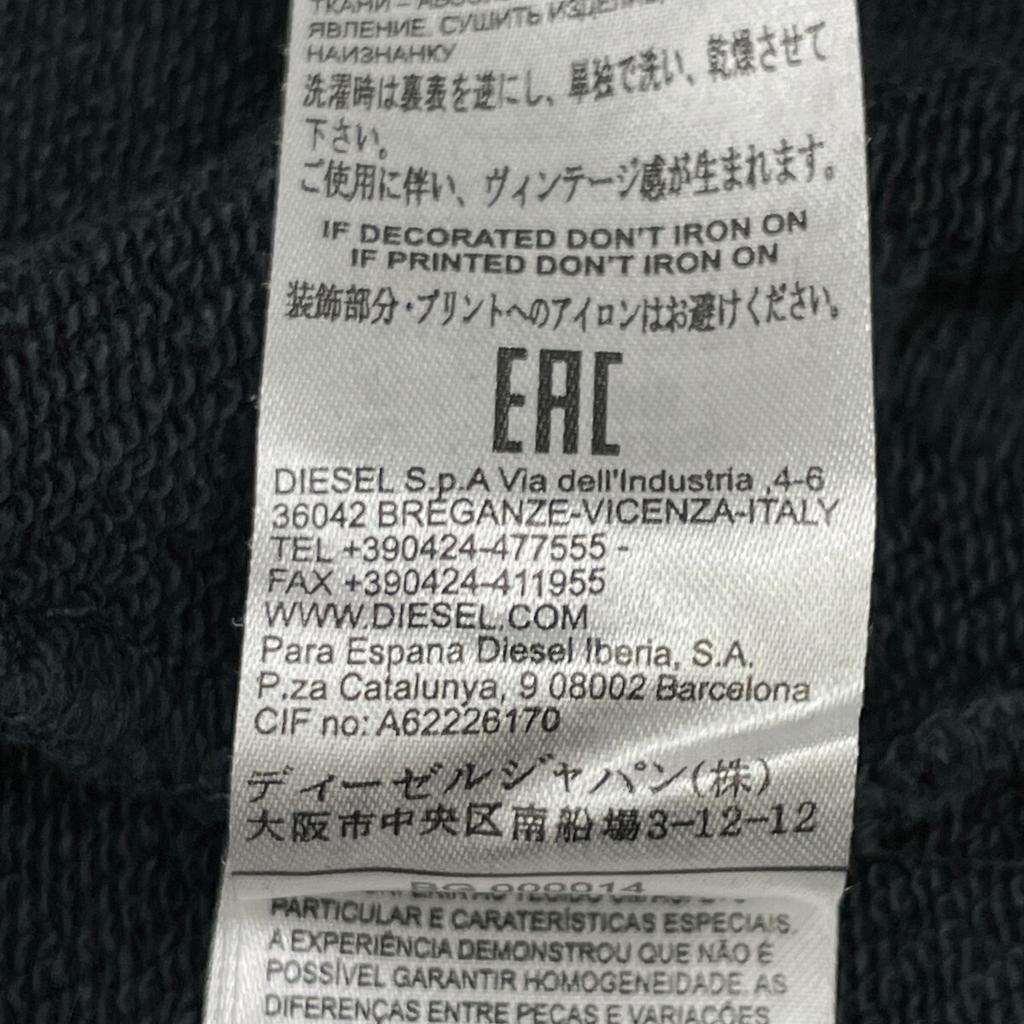 ЯВЛЕНИЕ. СУШИТЬ
НАИЗНАНКУ
洗濯時は裏表を逆にし、単独で洗い、乾燥させて
下さい。
ご使用に伴い、ヴィンテージ感が生まれます。
IF DECORATED DON'T IRON ON
IF PRINTED DON'T IRON ON
装飾部分・プリントへのアイロンはお避けください。
EAC
DIESEL S.p.A Via dell'Industria ,4-6
36042 BREGANZE-VICENZA-ITALY
TEL +390424-477555 -
FAX +390424-411955
WWW.DIESEL.COM
Para Espana Diesel Iberia, S.A.
P.za Catalunya, 9 08002 Barcelona
CIF no: A62226170
ディーゼルジャパン(株)
大阪市中央区南船場3-12-12
PARTICULAR E CARATERÍSTICAS ESPECIAIS.
A EXPERIÊNCIA DEMONSTROU QUE NÃO É
POSSÍVEL GARANTIR HOMOGENEIDADE. AS
DIFERENÇAS ENTRE PEÇAS E VARIAÇÕES